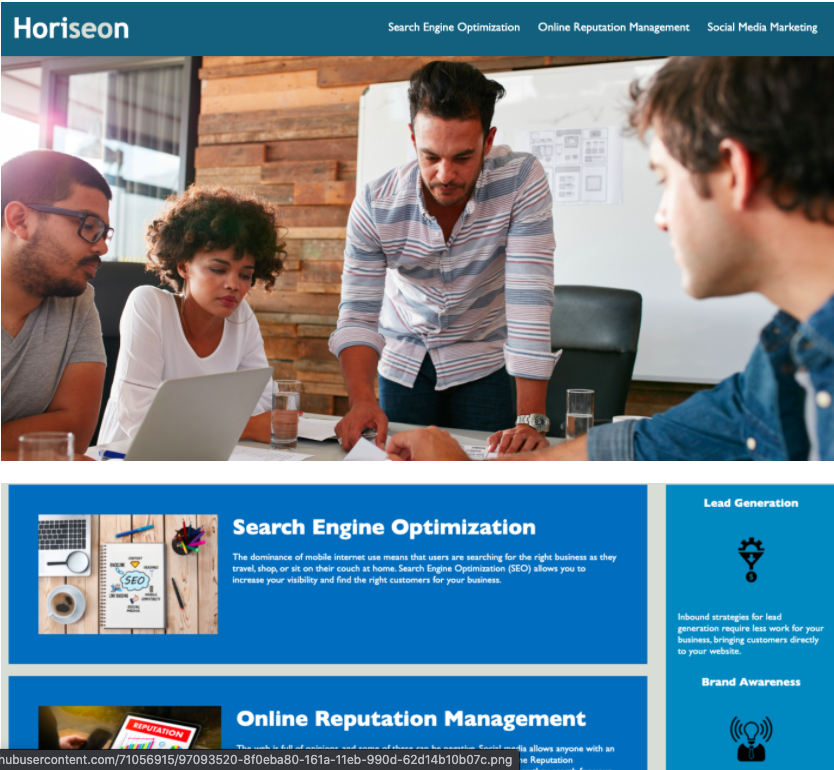 Horiseon
Search Engine Optimization Online Reputation Management Social Media Marketing
Search Engine Optimization
The dominance of mobile internet use means that users are searching for the right business as they
travel, shop, or sit on their couch at home. Search Engine Optimization (SEO) allows you to
increase your visibility and find the right customers for your business.
SEO
Lead Generation
Inbound strategies for lead
generation require less work for your
business, bringing customers directly
to your website.
Brand Awareness
REPUTATION
Online Reputation Management
The web is full of opinions, and some of these can be negative. Social media allows anyone with an
Reputation
hubusercontent.com/71056915/97093520-8f0eba80-161a-11eb-990d-62d14b10b07c.png